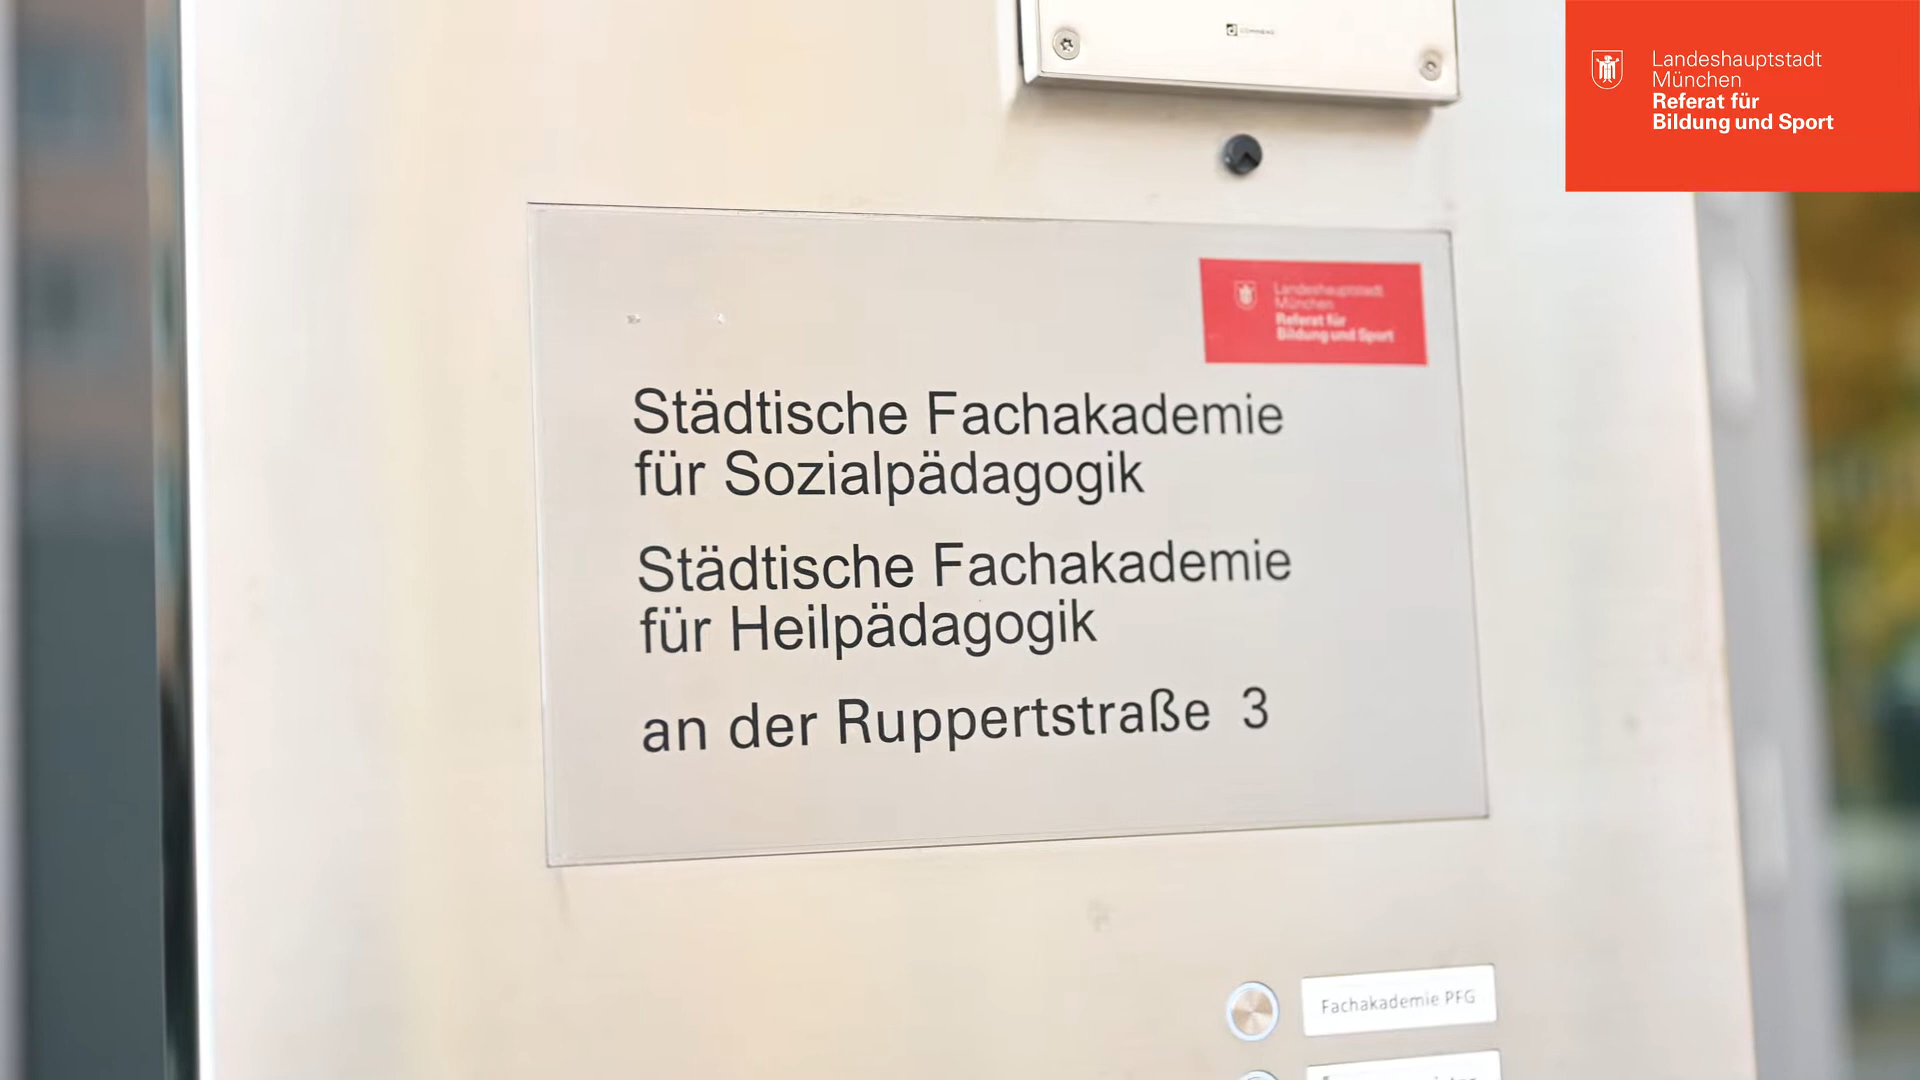 Landeshauptstadt
München
Referat für
Bildung und Sport
Landeshauptstadt
München
Referat für
Bildung und Sport
Städtische Fachakademie
für Sozialpädagogik
Städtische Fachakademie
für Heilpädagogik
an der Ruppertstraße 3
Fachakademie PFG